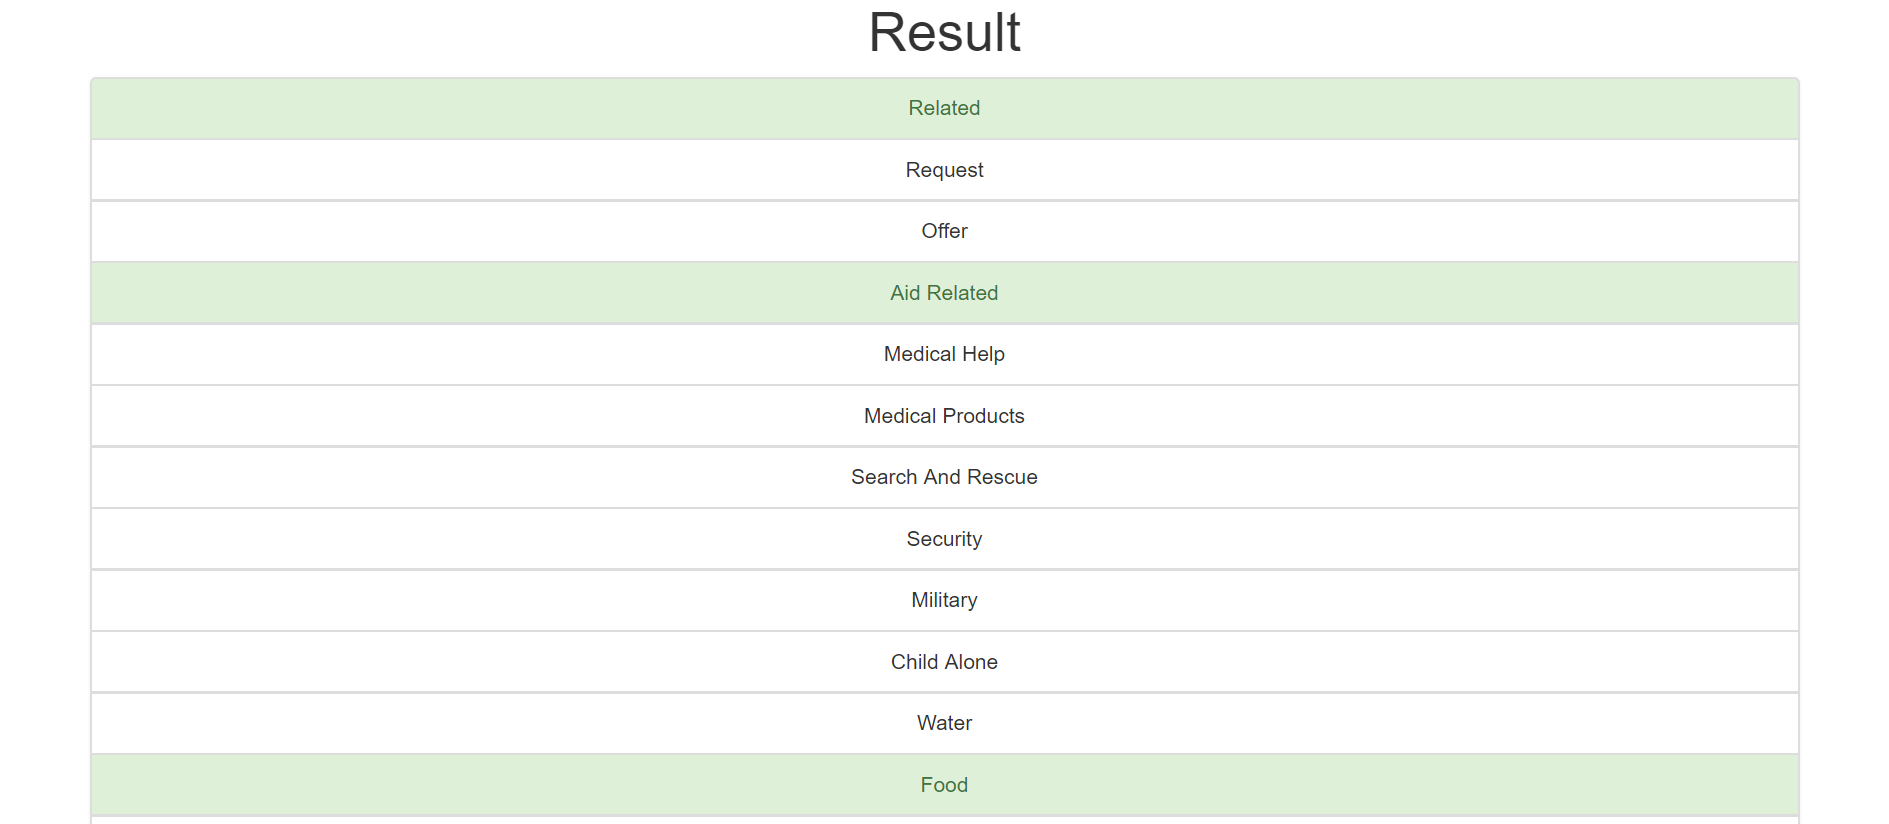 Result
Related
Request
Offer
Aid Related
Medical Help
Medical Products
Search And Rescue
Security
Military
Child Alone
Water
Food